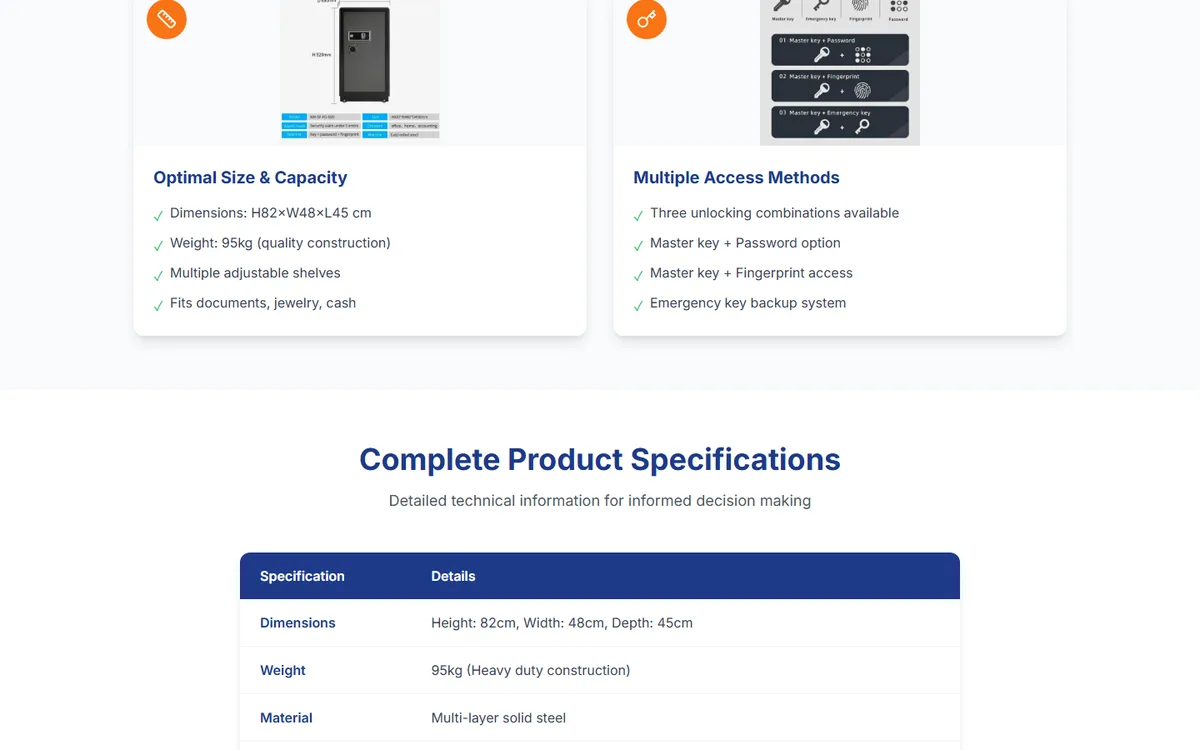 Master key Emergency key Fingerprint Password
01 Master key + Password
+
02 Master key + Fingerprint
+
03 Master key + Emergency key
+
Optimal Size & Capacity
✓ Dimensions: H82×W48×L45 cm
✓ Weight: 95kg (quality construction)
✓ Multiple adjustable shelves
✓ Fits documents, jewelry, cash
Multiple Access Methods
✓ Three unlocking combinations available
✓ Master key + Password option
✓ Master key + Fingerprint access
✓ Emergency key backup system
Complete Product Specifications
Detailed technical information for informed decision making
Specification Details
Dimensions Height: 82cm, Width: 48cm, Depth: 45cm
Weight 95kg (Heavy duty construction)
Material Multi-layer solid steel